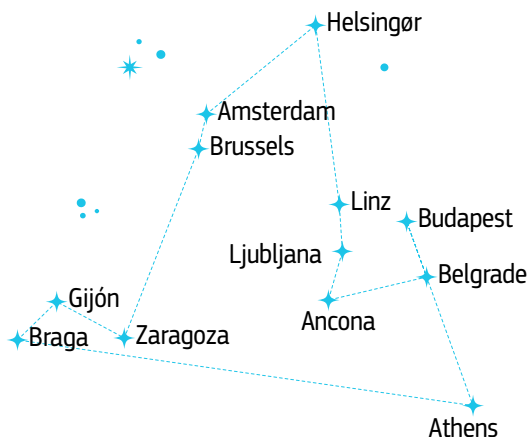 Helsingør
Amsterdam
Brussels
Linz
Budapest
Ljubljana
Belgrade
Gijón
Ancona
Braga
Zaragoza
Athens